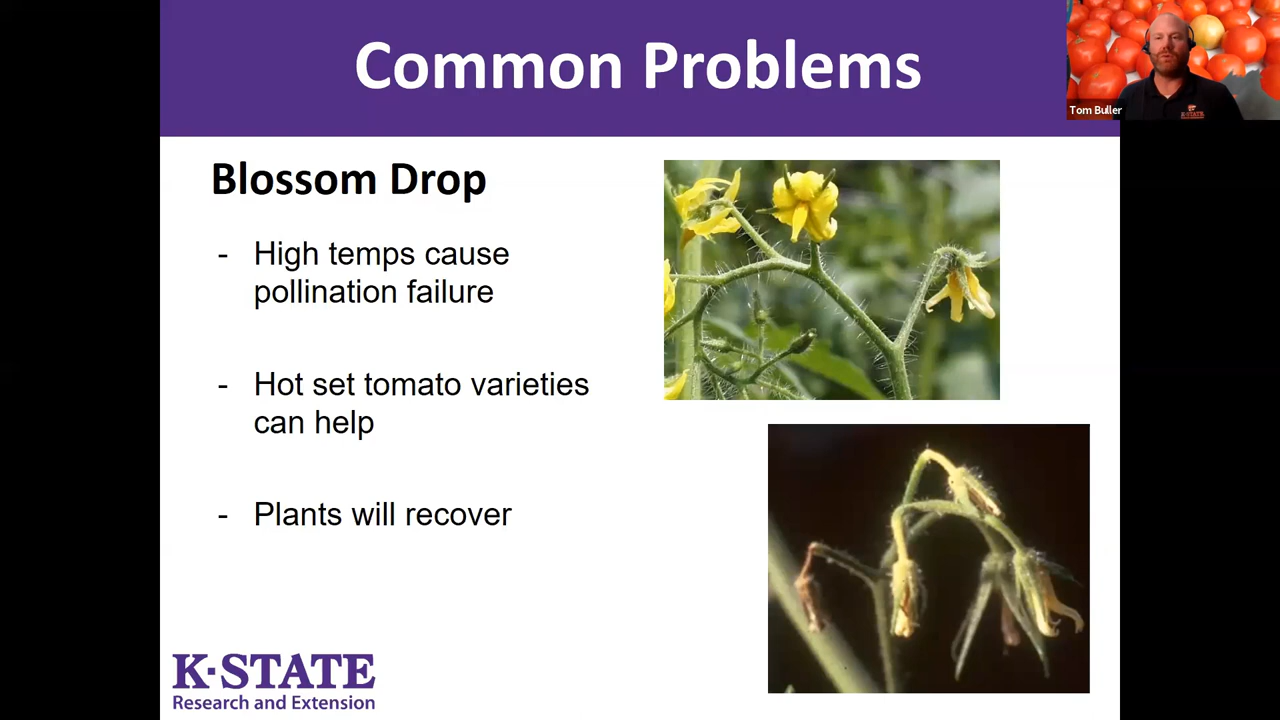 Common Problems
Tom Buller
K-STATE
Blossom Drop
- High temps cause
pollination failure
- Hot set tomato varieties
can help
- Plants will recover
K-STATE
Research and Extension